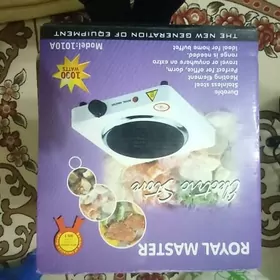 ROYAL MASTER
Electric Stove
Durable
Stainless steel
Heating Element
Perfect for office, dorm,
or travel anywhere an extra
range is needed.
Ideal for home buffet
1030
WATTS
Model:1010A
THE NEW GENERATION OF EQUIPMENT